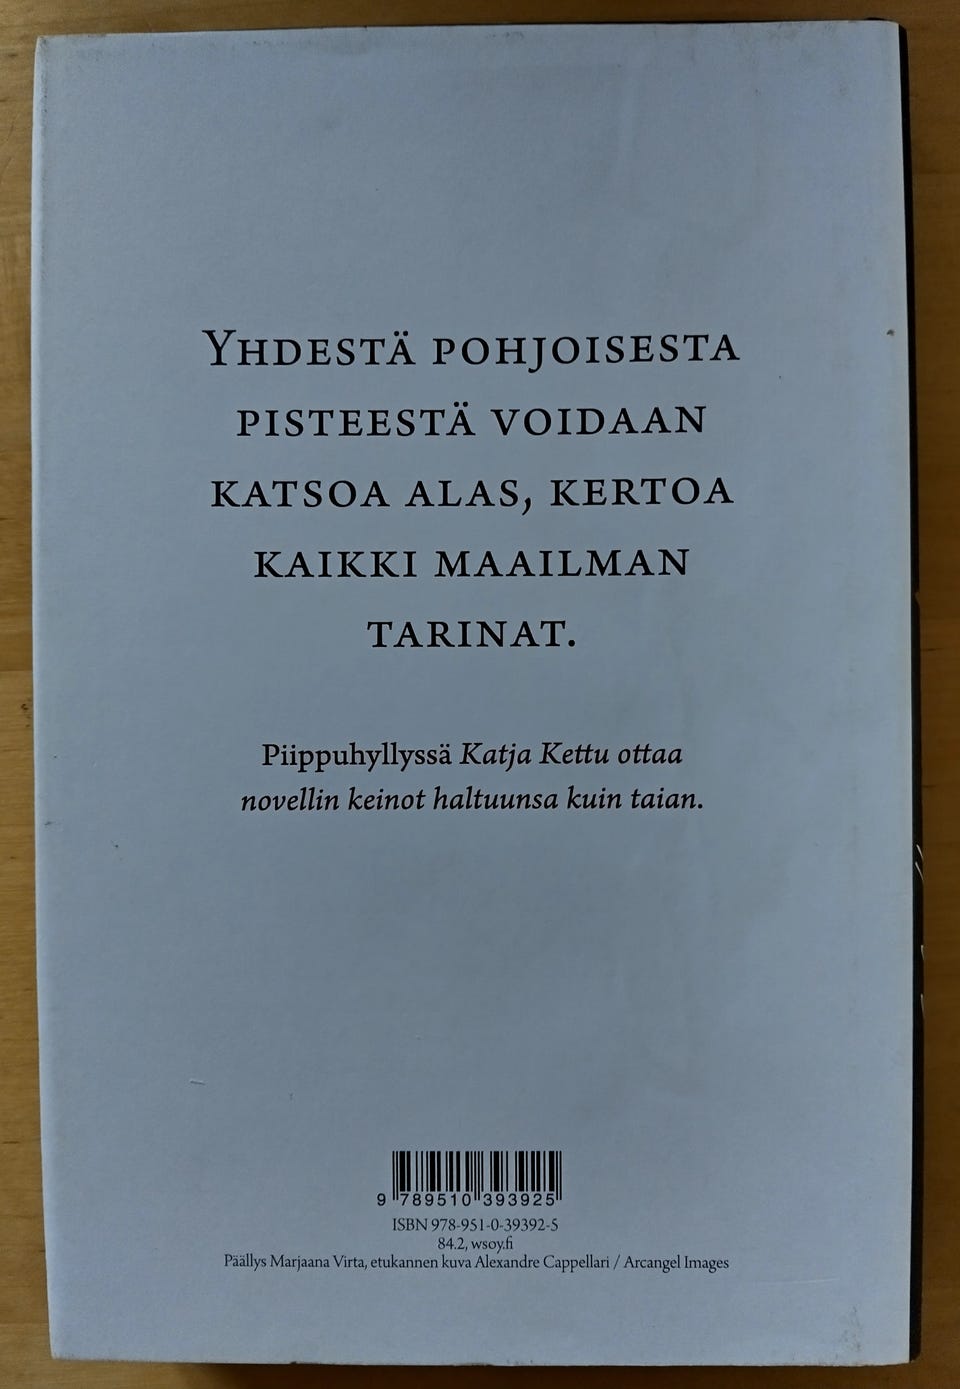 Yhdestä pohjoisesta
pisteestä voidaan
katsoa alas, kertoa
kaikki maailman
tarinat.
Piippuhyllyssä Katja Kettu ottaa
novellin keinot haltuunsa kuin taian.
9 789510 393925
ISBN 978-951-0-39392-5
84.2, wsoy.fi
Päällys Marjaana Virta, etukannen kuva Alexandre Cappellari / Arcangel Images